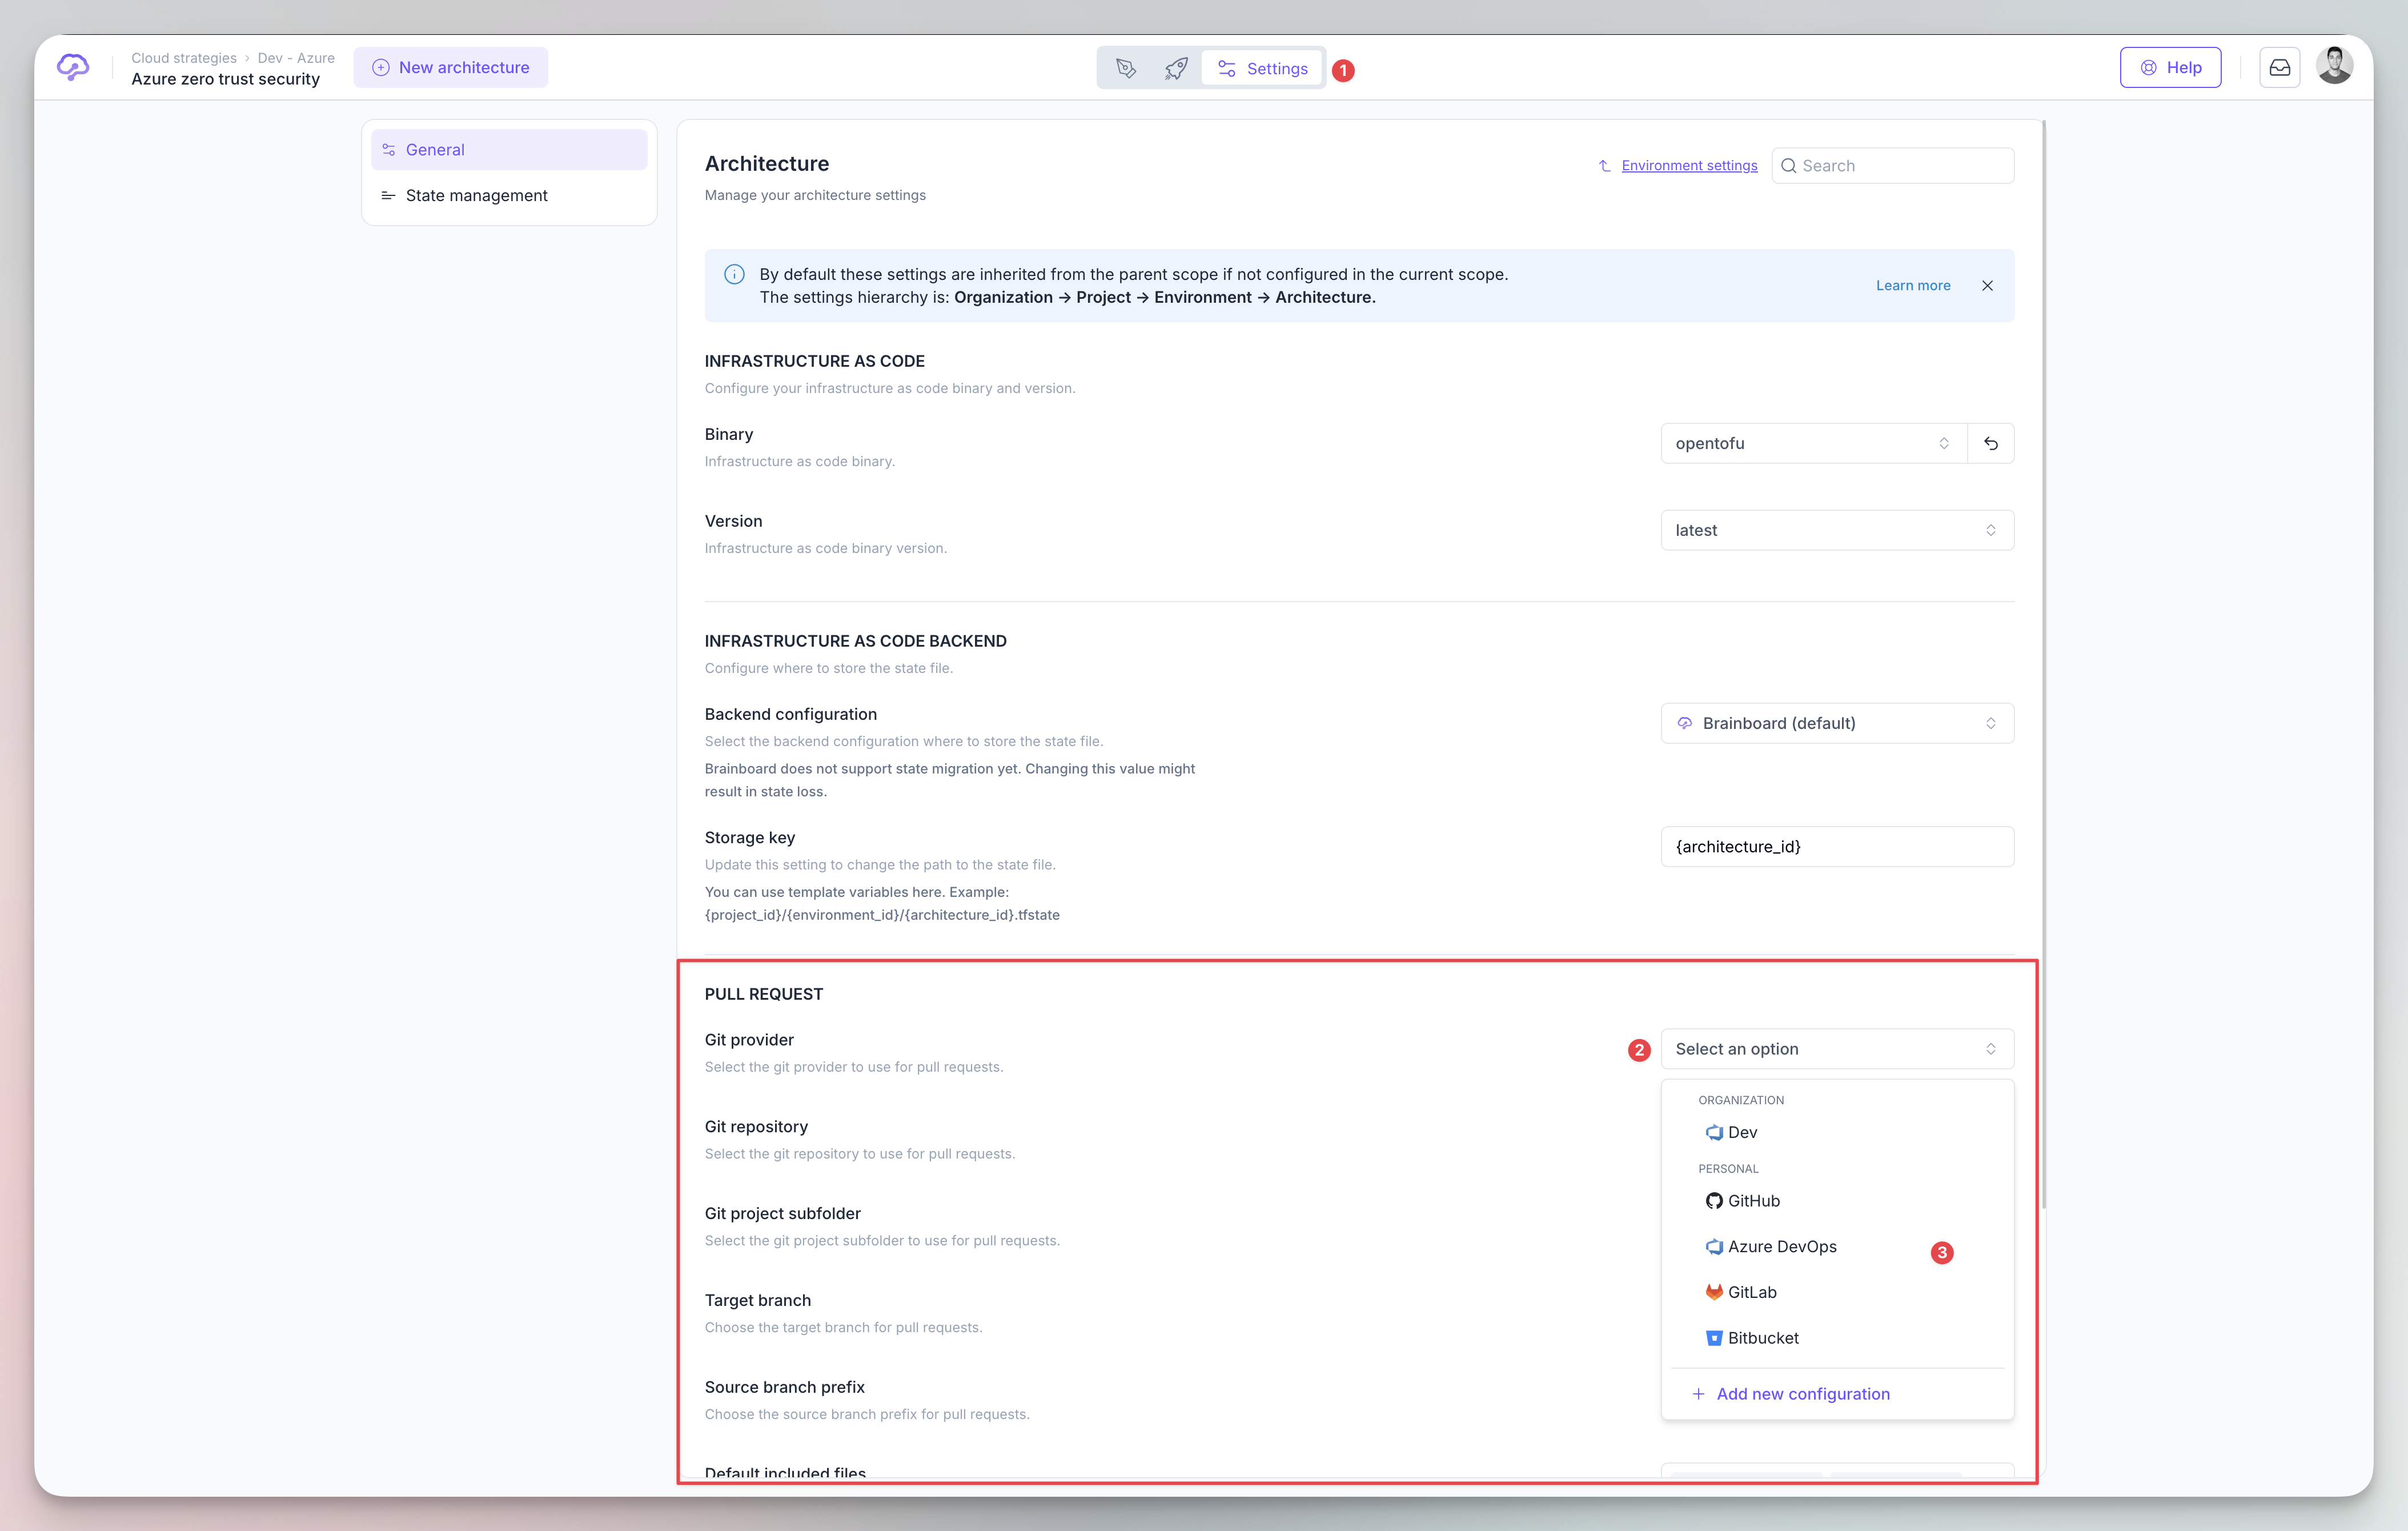 Cloud strategies › Dev - Azure
Azure zero trust security
New architecture
Settings
1
Help
General
State management
Architecture
Manage your architecture settings
Environment settings
Search
By default these settings are inherited from the parent scope if not configured in the current scope.
The settings hierarchy is: Organization → Project → Environment → Architecture.
Learn more
INFRASTRUCTURE AS CODE
Configure your infrastructure as code binary and version.
Binary
Infrastructure as code binary.
opentofu
Version
Infrastructure as code binary version.
latest
INFRASTRUCTURE AS CODE BACKEND
Configure where to store the state file.
Backend configuration
Select the backend configuration where to store the state file.
Brainboard does not support state migration yet. Changing this value might
result in state loss.
Brainboard (default)
Storage key
Update this setting to change the path to the state file.
You can use template variables here. Example:
{project_id}/{environment_id}/{architecture_id}.tfstate
{architecture_id}
PULL REQUEST
Git provider
Select the git provider to use for pull requests.
2
Select an option
Git repository
Select the git repository to use for pull requests.
Git project subfolder
Select the git project subfolder to use for pull requests.
Target branch
Choose the target branch for pull requests.
Source branch prefix
Choose the source branch prefix for pull requests.
Default included files
ORGANIZATION
Dev
PERSONAL
GitHub
Azure DevOps
3
GitLab
Bitbucket
+ Add new configuration